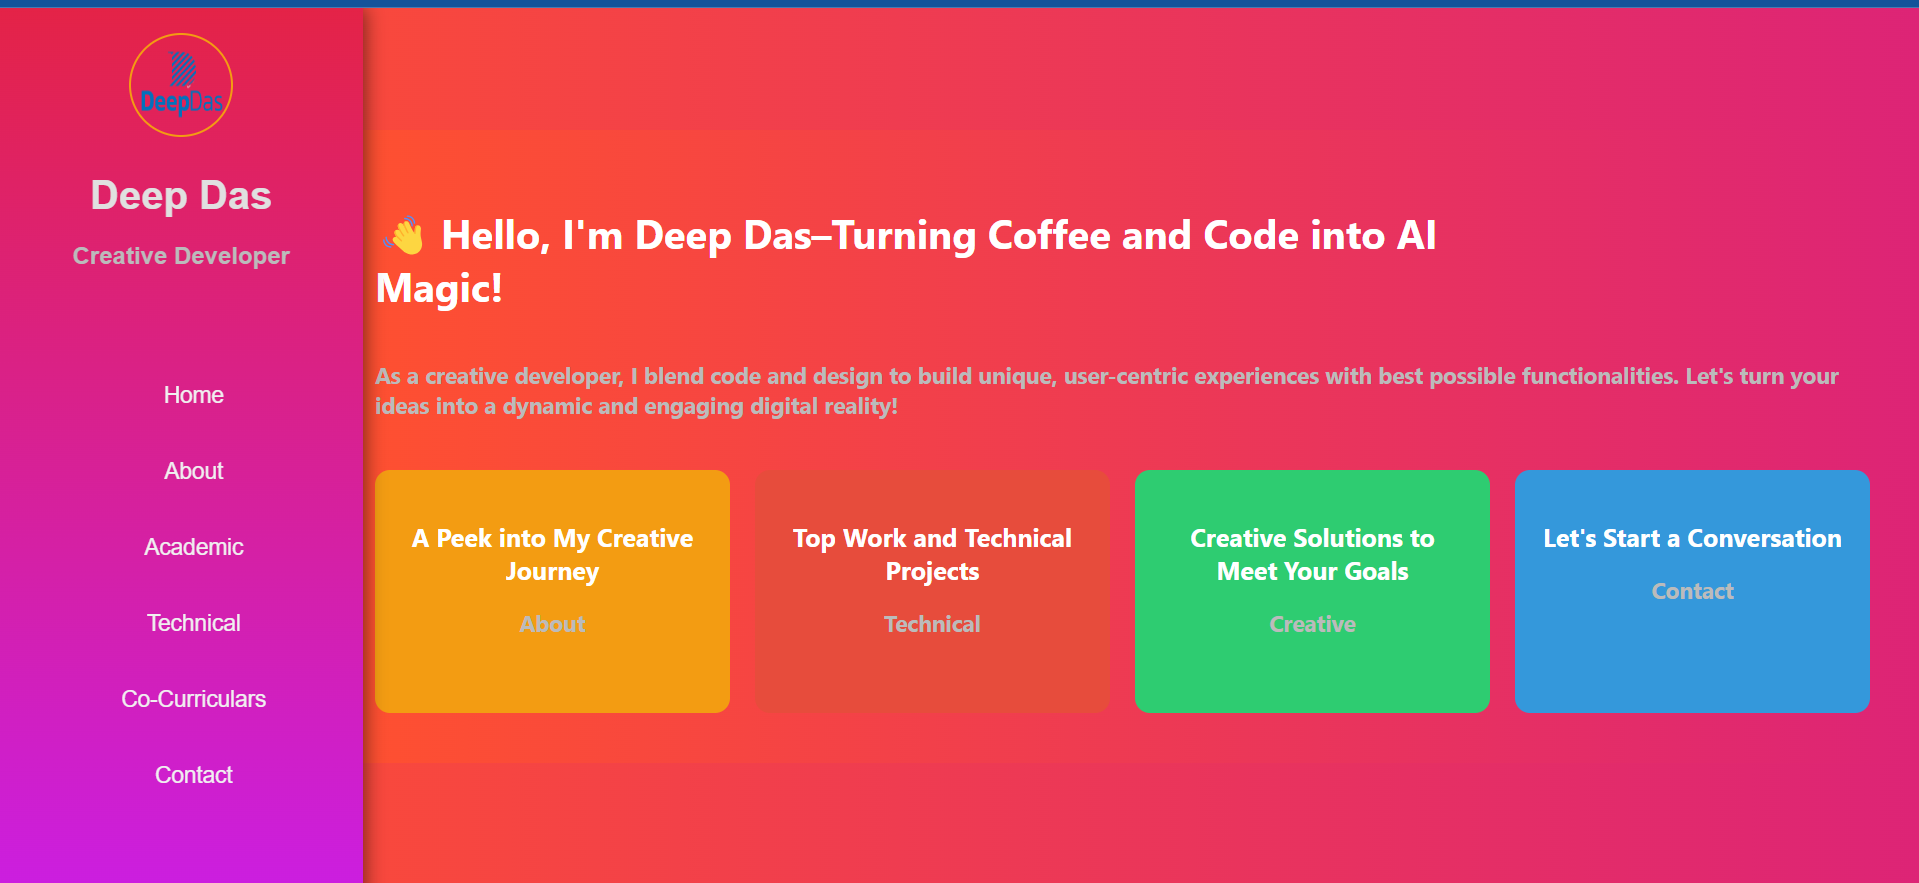 DeepDas
Deep Das
Creative Developer
Home
About
Academic
Technical
Co-Curriculars
Contact
👋 Hello, I'm Deep Das–Turning Coffee and Code into AI
Magic!
As a creative developer, I blend code and design to build unique, user-centric experiences with best possible functionalities. Let's turn your
ideas into a dynamic and engaging digital reality!
A Peek into My Creative
Journey
About
Top Work and Technical
Projects
Technical
Creative Solutions to
Meet Your Goals
Creative
Let's Start a Conversation
Contact